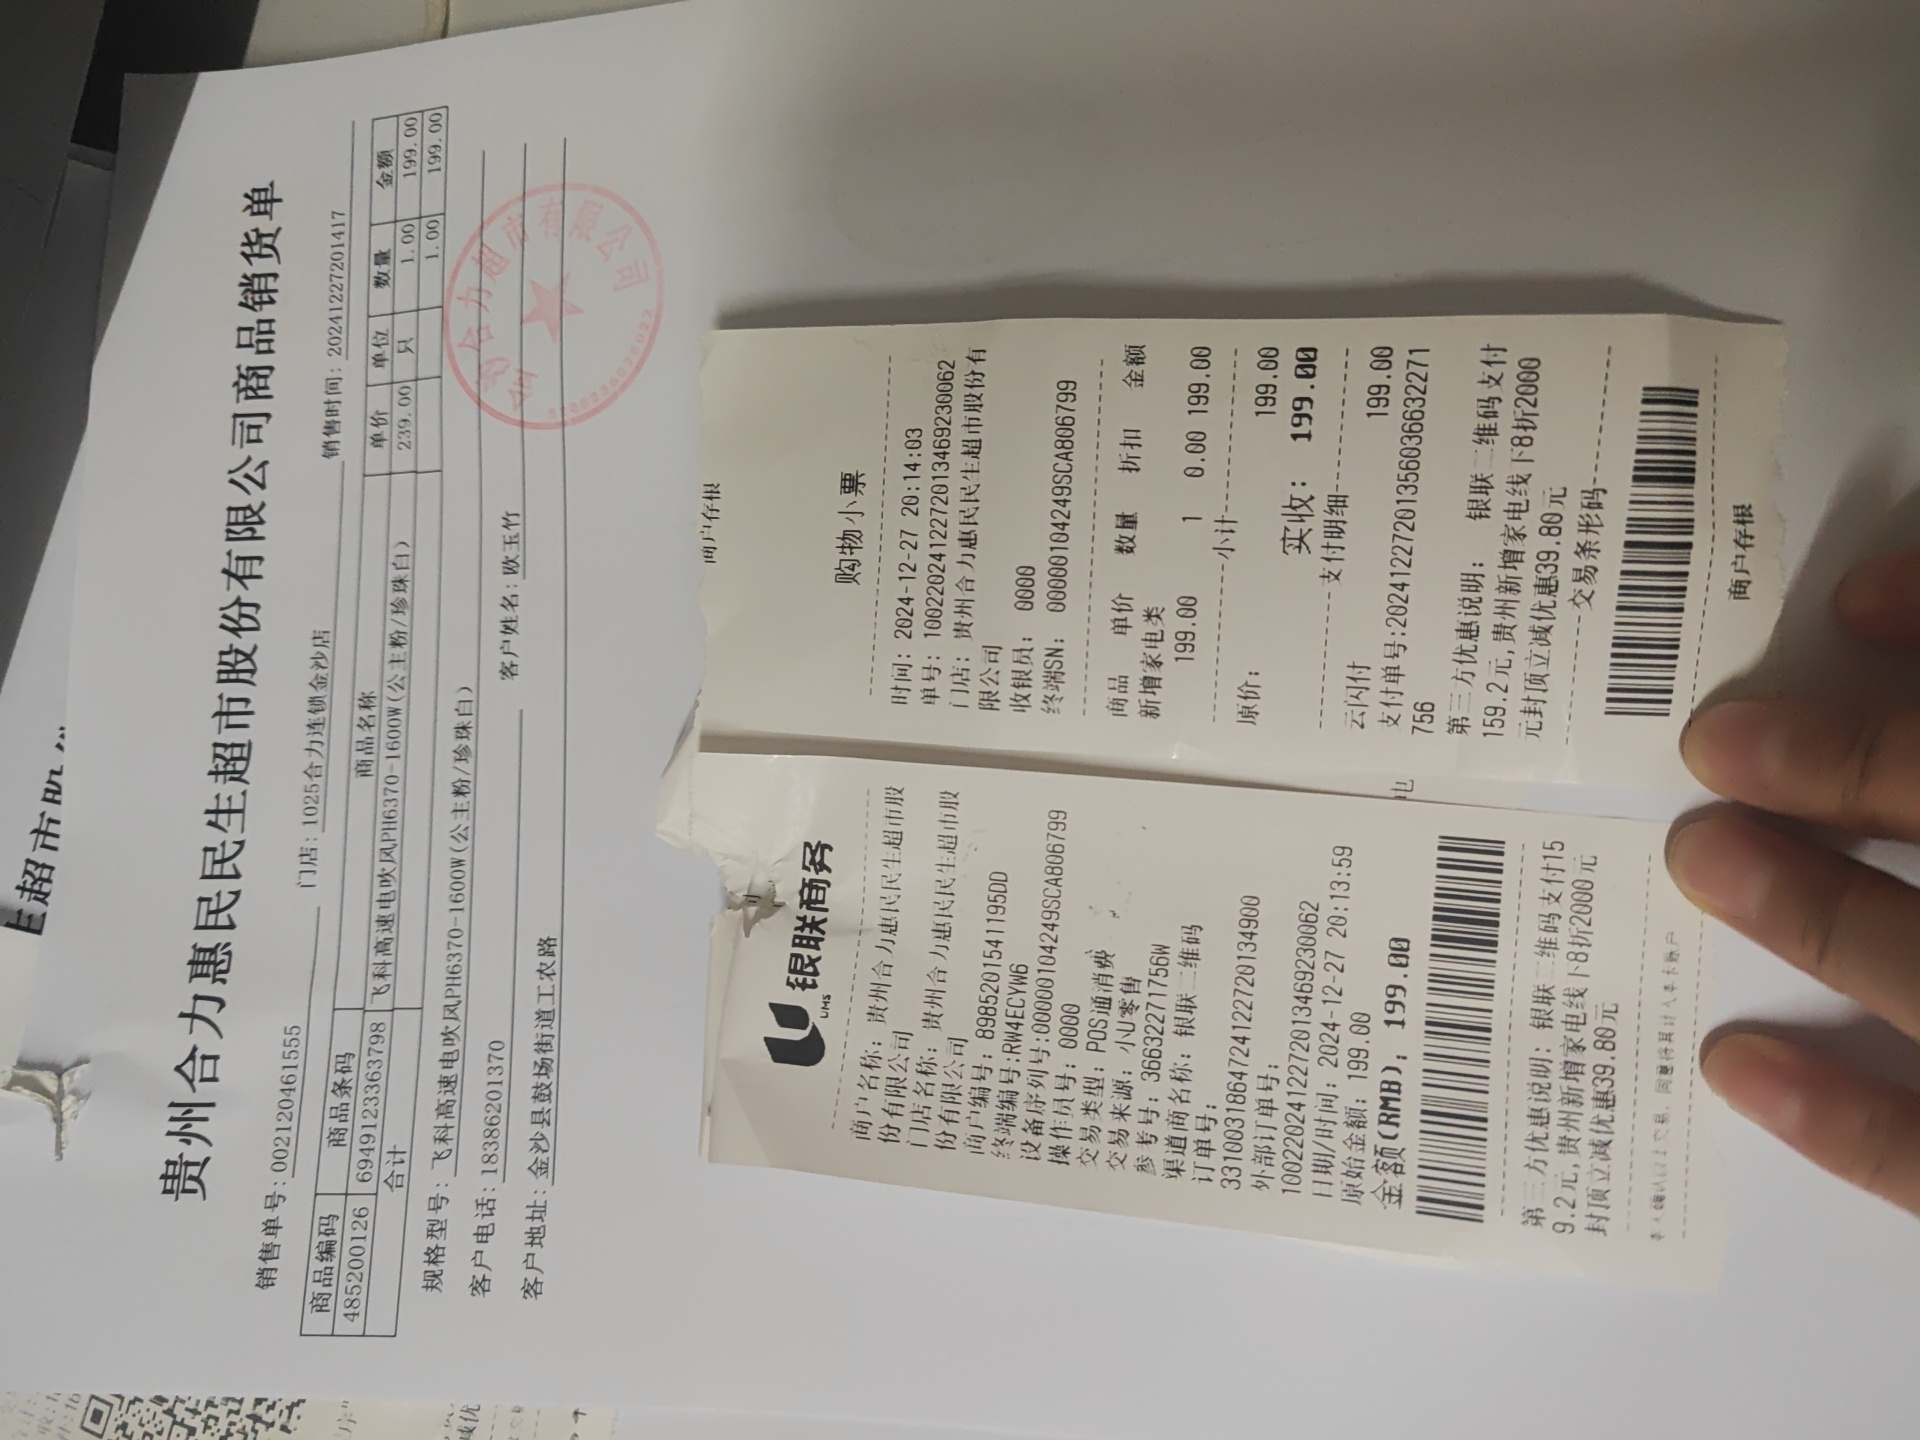 贵州合力惠民民生超市股份有限公司商品销货单
销售单号: 0021204615​55 门店: 1025合力连锁金沙店 销售时间: 20241227201417
商品编码 商品条码 商品名称 单价 单位 数量 金额
485200126 6949123363798 飞科高速电吹风PH6370-1600W(公主粉/珍珠白) 239.00 只 1.00 199.00
合计 1.00 199.00
规格型号: 飞科高速电吹风PH6370-1600W(公主粉/珍珠白)
客户电话: 18386201370 客户姓名: 欧玉竹
客户地址: 金沙县鼓场街道工农路
合力超市有限公司
银联商务
UMS
商户名称: 贵州合力惠民民生超市股
份有限公司
门店名称: 贵州合力惠民民生超市股
份有限公司
商户编号: 898520154119​5DD
终端编号:RW4ECYW6
设备序列号:00000104249SCA806799
操作员号: 0000
交易类型: POS通消费
交易来源: 小U零售
参考号: 36632271756W
渠道商名称: 银联二维码
订单号:
33100318647241227201​34900
外部订单号:
10022024122720134692​30062
日期/时间: 2024-12-27 20:13:59
原始金额: 199.00
金额(RMB): 199.00
第三方优惠说明: 银联二维码支付15
9.2元,贵州新增家电线下8折2000元
封顶立减优惠39.80元
商户存根
购物小票
时间: 2024-12-27 20:14:03
单号: 1002202412272013469230062
门店: 贵州合力惠民民生超市股份有
限公司
收银员: 0000
终端SN: 00000104249SCA806799
商品 单价 数量 折扣 金额
新增家电类
199.00 1 0.00 199.00
小计
原价: 199.00
实收: 199.00
支付明细
云闪付 199.00
支付单号:20241227201356036632271
756
第三方优惠说明: 银联二维码支付
159.2元,贵州新增家电线下8折2000
元封顶立减优惠39.80元
交易条形码
商户存根